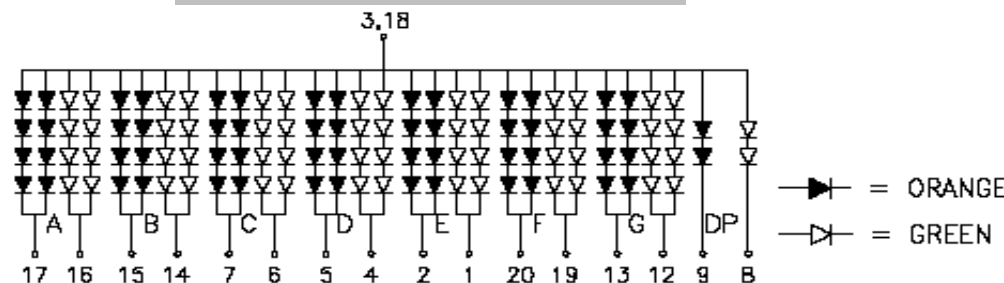 3,18
A B C D E F G DP
17 16 15 14 7 6 5 4 2 1 20 19 13 12 9 8
= ORANGE
= GREEN